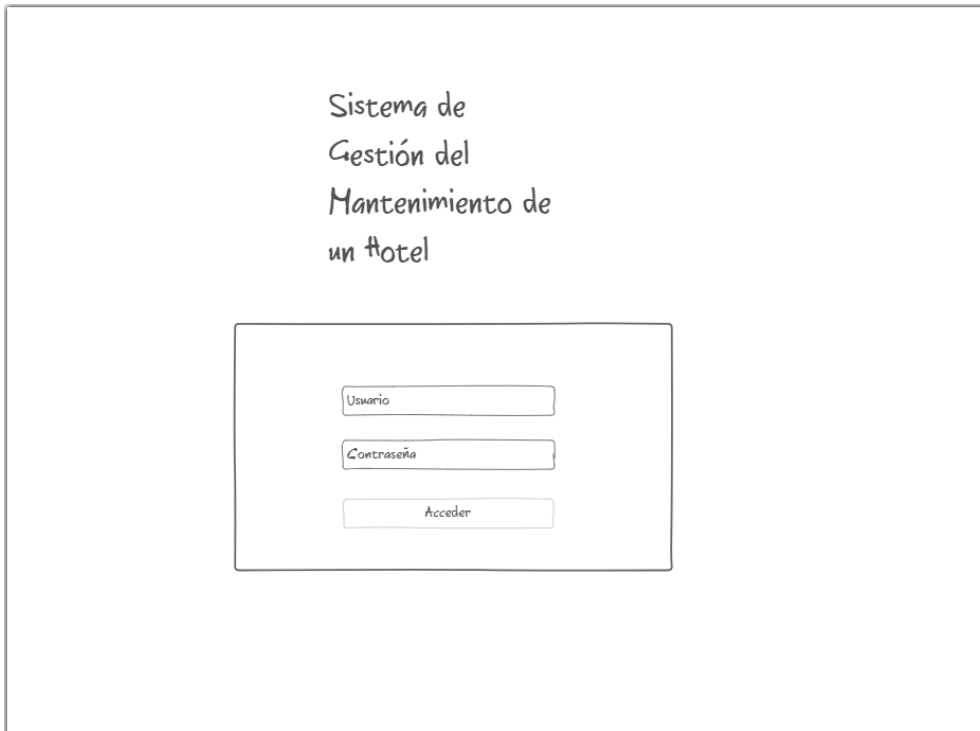 Sistema de
Gestión del
Mantenimiento de
un Hotel
Usuario
Contraseña
Acceder